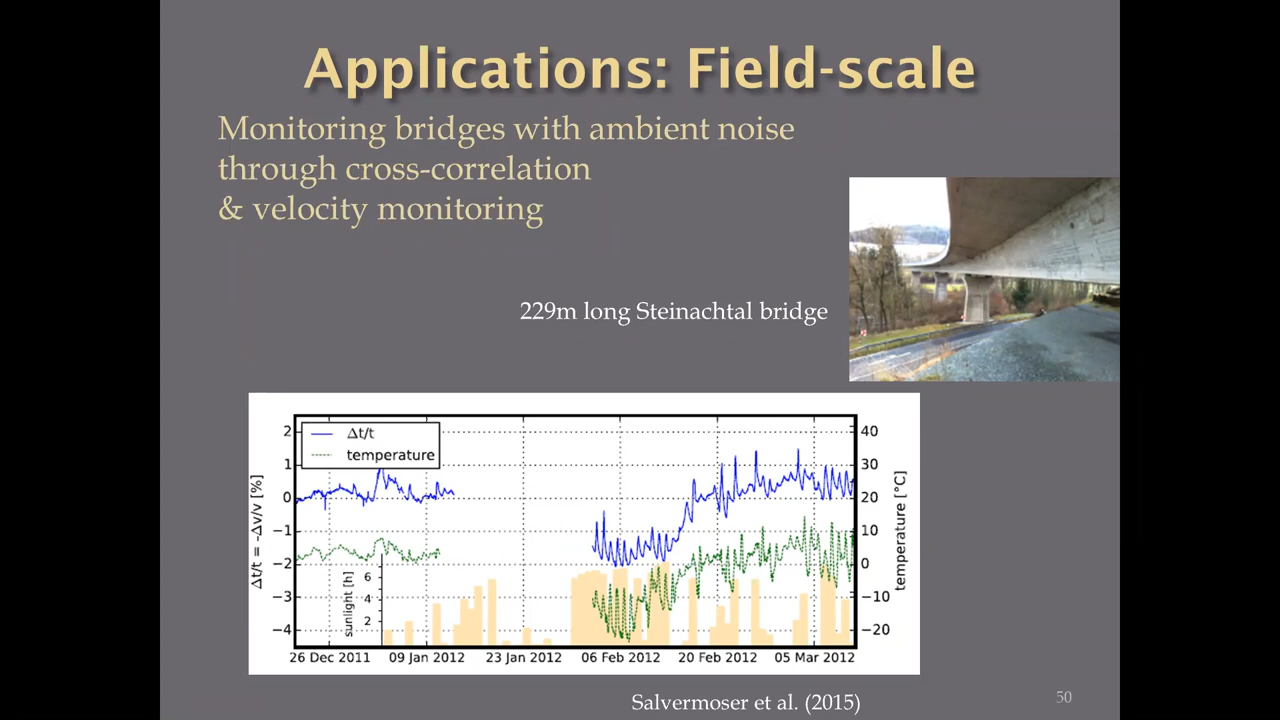 Applications: Field-scale
Monitoring bridges with ambient noise
through cross-correlation
& velocity monitoring
229m long Steinachtal bridge
Δt/t
temperature
2
1
0
−1
−2
−3
−4
Δt/t = -Δv/v [%]
40
30
20
10
0
−10
−20
temperature [°C]
6
4
2
sunlight [h]
26 Dec 2011 09 Jan 2012 23 Jan 2012 06 Feb 2012 20 Feb 2012 05 Mar 2012
Salvermoser et al. (2015)
50